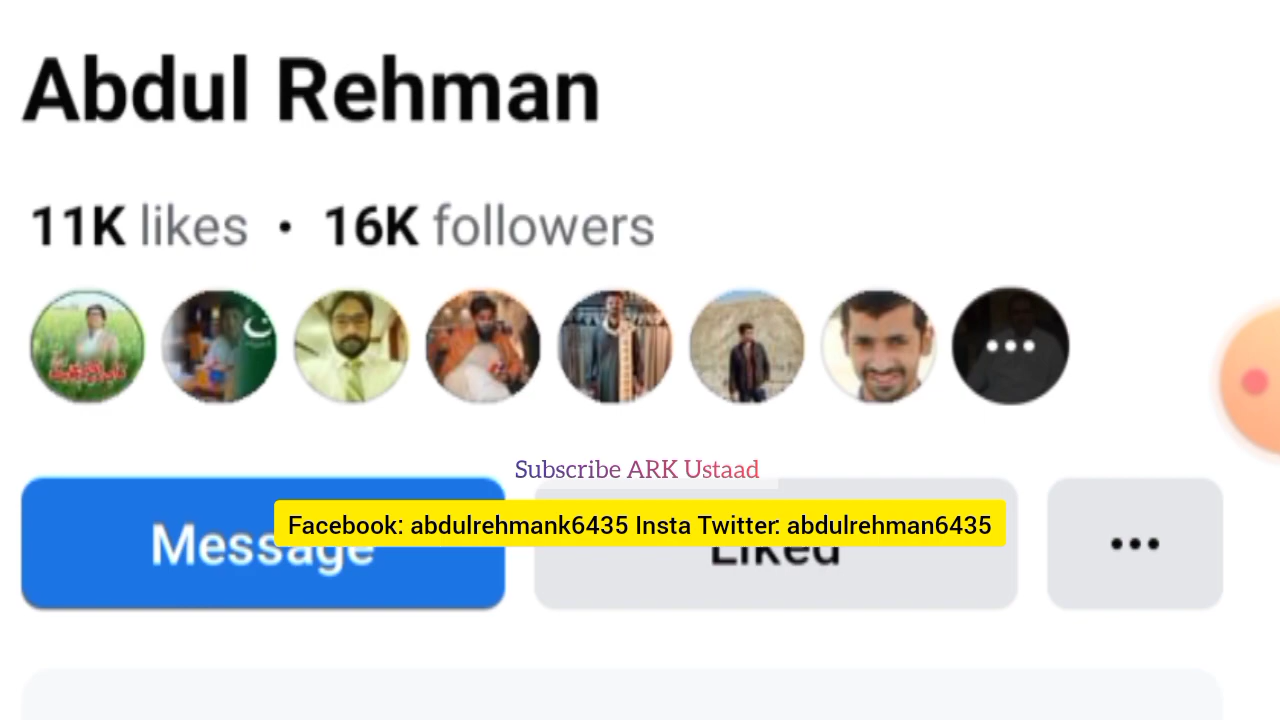 Abdul Rehman
11K likes • 16K followers
Subscribe ARK Ustaad
Facebook: abdulrehmank6435 Insta Twitter: abdulrehman6435
Message
Liked